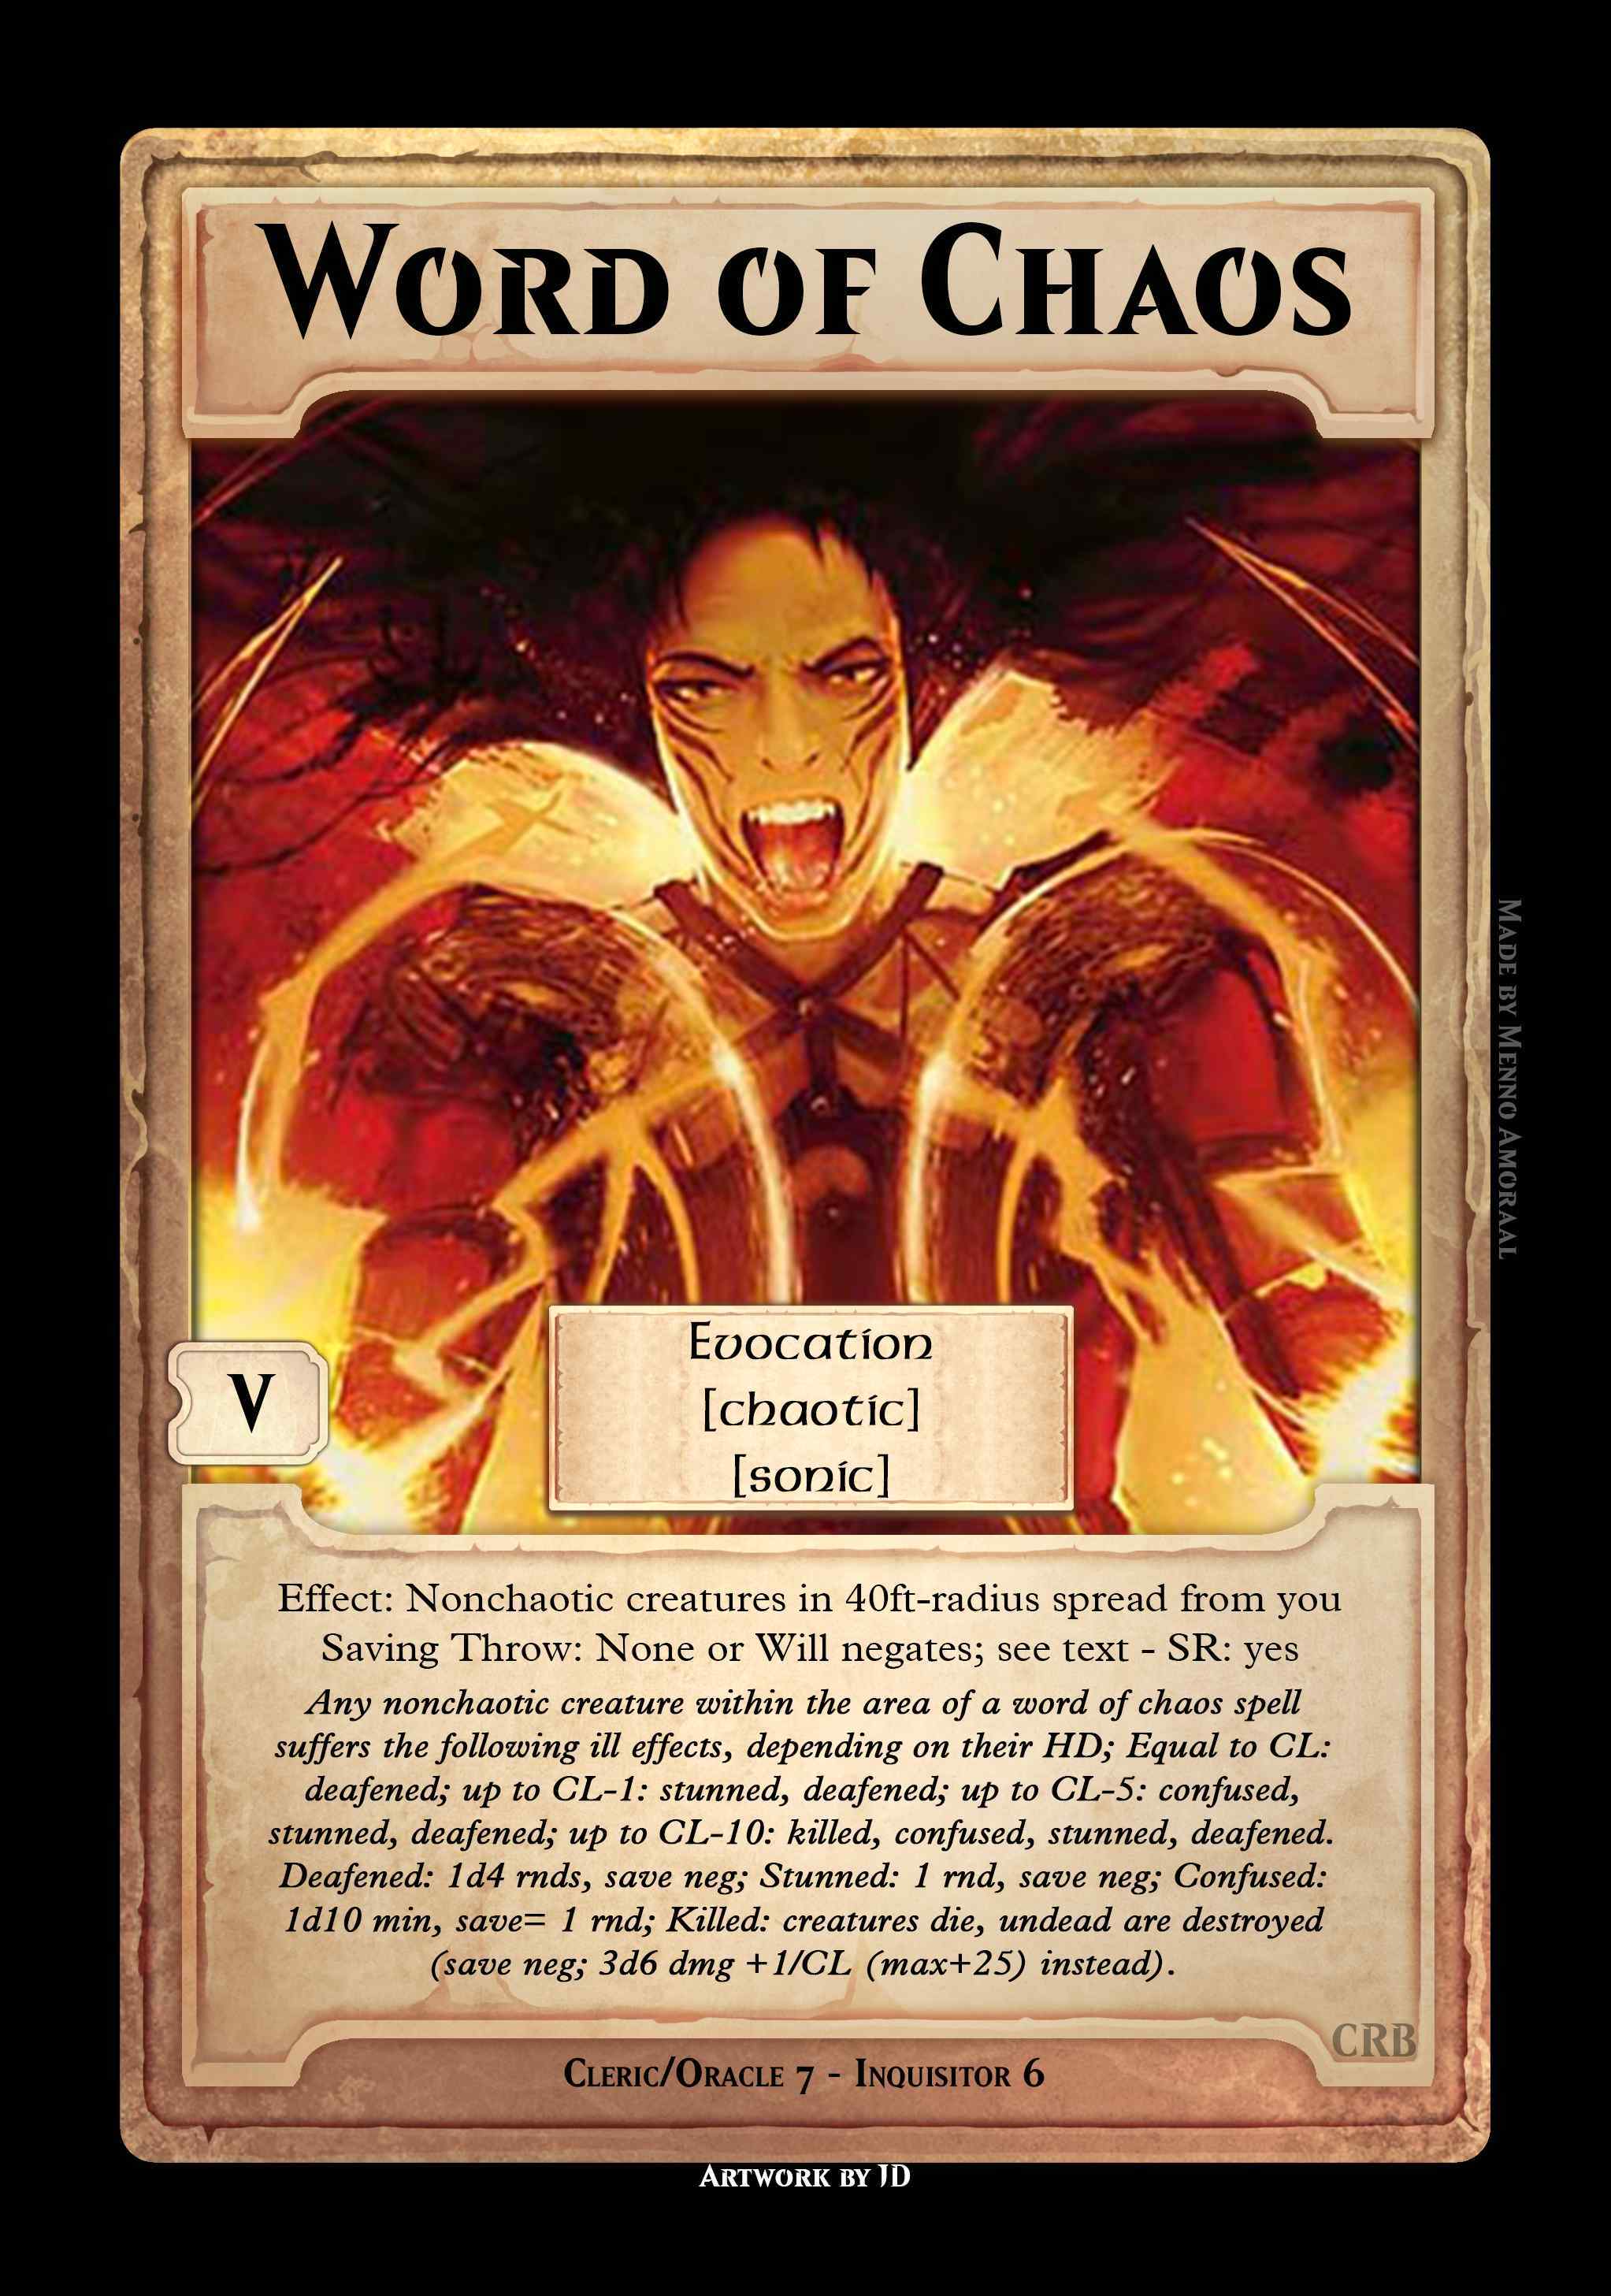 Word of Chaos
Made by Menno Amoraal
V
Evocation
[chaotic]
[sonic]
Effect: Nonchaotic creatures in 40ft-radius spread from you
Saving Throw: None or Will negates; see text - SR: yes
Any nonchaotic creature within the area of a word of chaos spell
suffers the following ill effects, depending on their HD; Equal to CL:
deafened; up to CL-1: stunned, deafened; up to CL-5: confused,
stunned, deafened; up to CL-10: killed, confused, stunned, deafened.
Deafened: 1d4 rnds, save neg; Stunned: 1 rnd, save neg; Confused:
1d10 min, save= 1 rnd; Killed: creatures die, undead are destroyed
(save neg; 3d6 dmg +1/CL (max+25) instead).
CRB
Cleric/Oracle 7 - Inquisitor 6
Artwork by JD